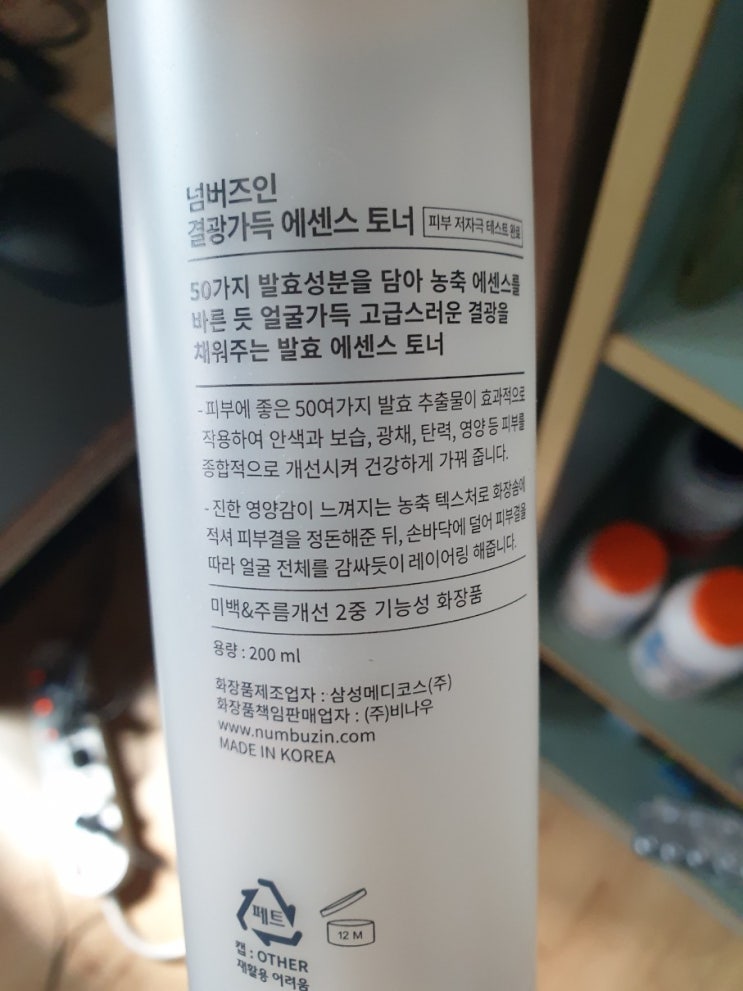 넘버즈인
결광가득 에센스 토너 피부 저자극 테스트 완료
50가지 발효성분을 담아 농축 에센스를
바른 듯 얼굴가득 고급스러운 결광을
채워주는 발효 에센스 토너
-피부에 좋은 50여가지 발효 추출물이 효과적으로
작용하여 안색과 보습, 광채, 탄력, 영양 등 피부를
종합적으로 개선시켜 건강하게 가꿔 줍니다.
-진한 영양감이 느껴지는 농축 텍스처로 화장솜에
적셔 피부결을 정돈해준 뒤, 손바닥에 덜어 피부결을
따라 얼굴 전체를 감싸듯이 레이어링 해줍니다.
미백&주름개선 2중 기능성 화장품
용량 : 200 ml
화장품제조업자 : 삼성메디코스(주)
화장품책임판매업자 : (주)비나우
www.numbuzin.com
MADE IN KOREA
페트
12 M
캡 : OTHER
재활용 어려움